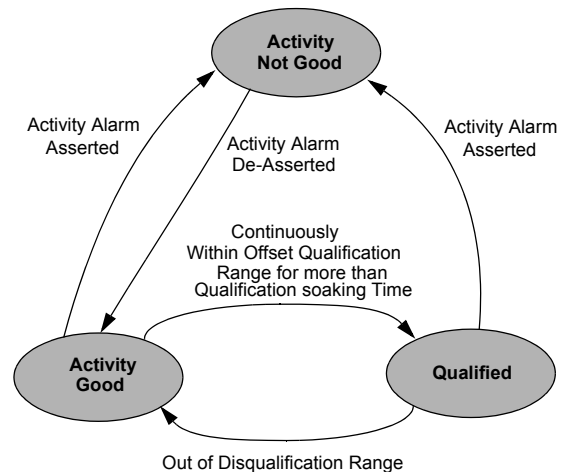 Activity
Not Good
Activity Alarm
Asserted
Activity Alarm
De-Asserted
Activity Alarm
Asserted
Continuously
Within Offset Qualification
Range for more than
Qualification soaking Time
Activity
Good
Qualified
Out of Disqualification Range